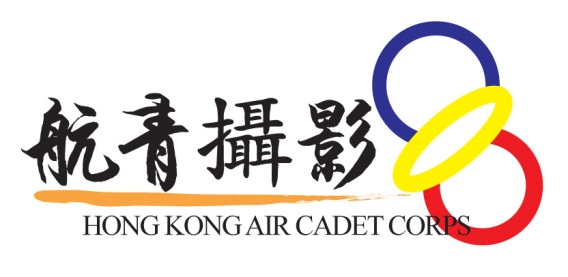 航青攝影
HONG KONG AIR CADET CORPS